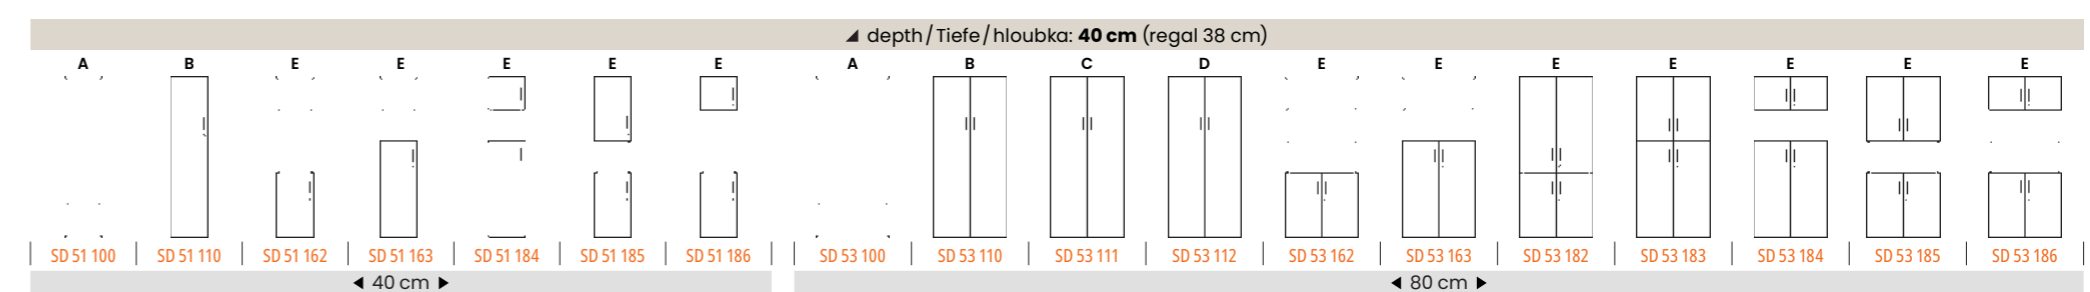 ◢ depth/Tiefe/hloubka: 40 cm (regal 38 cm)
A B E E E E E A B C D E E E E E E E
SD 51 100 SD 51 110 SD 51 162 SD 51 163 SD 51 184 SD 51 185 SD 51 186 SD 53 100 SD 53 110 SD 53 111 SD 53 112 SD 53 162 SD 53 163 SD 53 182 SD 53 183 SD 53 184 SD 53 185 SD 53 186
◀ 40 cm ▶ ◀ 80 cm ▶